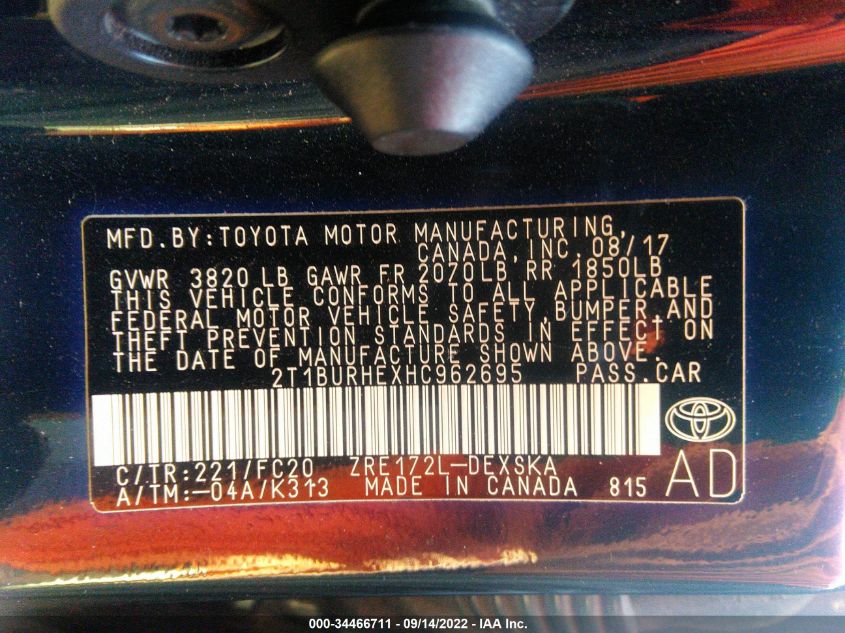 MFD.BY:TOYOTA MOTOR MANUFACTURING,
CANADA,INC. 08/17
GVWR 3820 LB GAWR FR 2070LB RR 1850LB
THIS VEHICLE CONFORMS TO ALL APPLICABLE
FEDERAL MOTOR VEHICLE SAFETY,BUMPER,AND
THEFT PREVENTION STANDARDS IN EFFECT ON
THE DATE OF MANUFACTURE SHOWN ABOVE.
2T1BURHEXHC962695 PASS.CAR
C/TR:221/FC20 ZRE172L-DEXSKA
A/TM:-04A/K313 MADE IN CANADA 815 AD
000-34466711 - 09/14/2022 - IAA Inc.